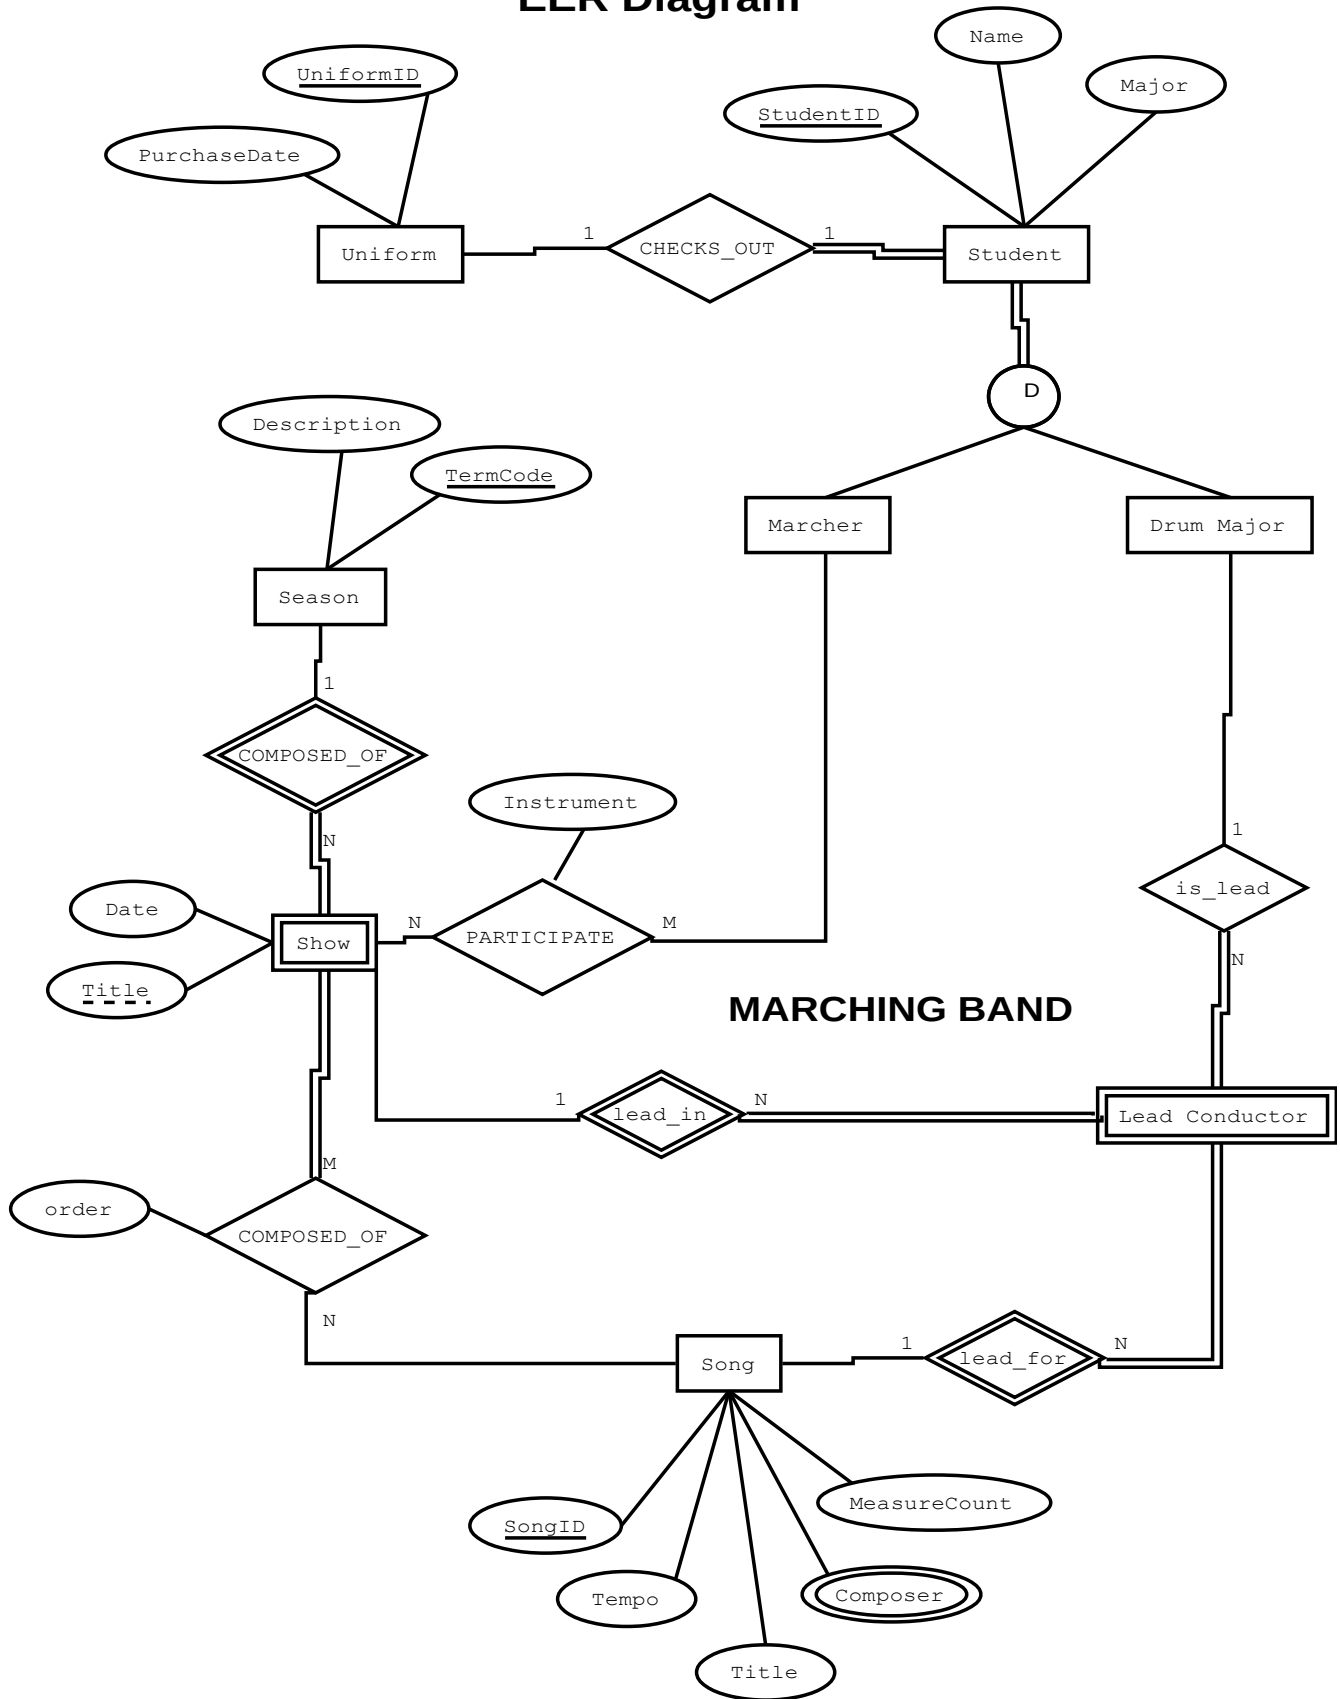 EER Diagram
Name
UniformID
Major
StudentID
PurchaseDate
1
1
Uniform
CHECKS_OUT
Student
D
Description
TermCode
Marcher
Drum Major
Season
1
COMPOSED_OF
Instrument
N
1
is_lead
Date
N
M
Show
PARTICIPATE
N
Title
MARCHING BAND
1
N
lead_in
Lead Conductor
M
order
COMPOSED_OF
N
1
N
Song
lead_for
MeasureCount
SongID
Tempo
Composer
Title